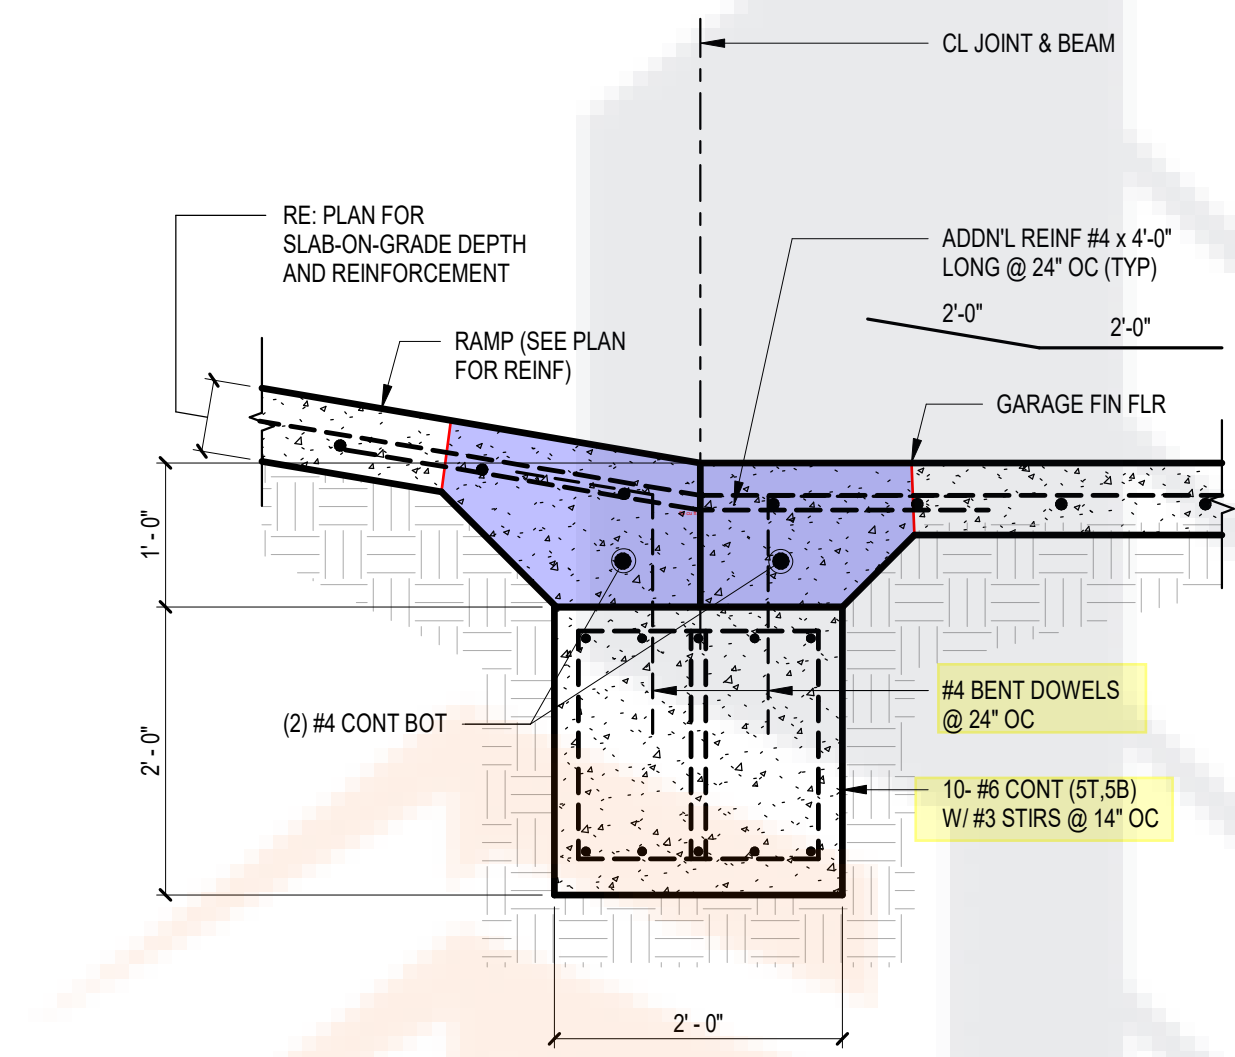 CL JOINT & BEAM
RE: PLAN FOR
SLAB-ON-GRADE DEPTH
AND REINFORCEMENT
ADDN'L REINF #4 x 4'-0"
LONG @ 24" OC (TYP)
2'-0"
2'-0"
RAMP (SEE PLAN
FOR REINF)
GARAGE FIN FLR
1' - 0"
2' - 0"
(2) #4 CONT BOT
#4 BENT DOWELS
@ 24" OC
10- #6 CONT (5T,5B)
W/ #3 STIRS @ 14" OC
2' - 0"